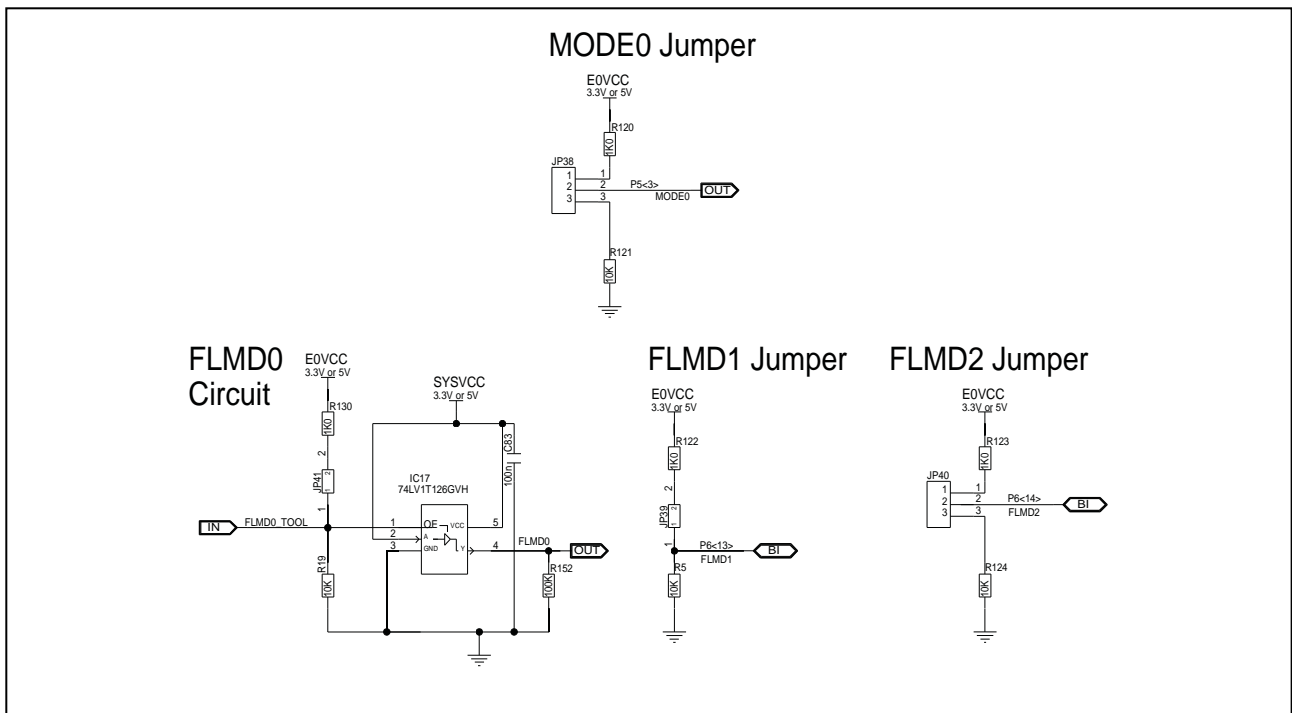 MODE0 Jumper
E0VCC
3.3V or 5V
R120
1K0
JP38
1
2
3
1
2
3
P5<3>
MODE0
OUT
R121
10K
FLMD0
Circuit
E0VCC
3.3V or 5V
R130
1K0
2
JP41
1 2
1
IN
FLMD0_TOOL
R19
10K
SYSVCC
3.3V or 5V
C83
100n
IC17
74LV1T126GVH
1
2
3
OE
A
GND
VCC
Y
5
4
FLMD0
OUT
R152
100K
FLMD1 Jumper
E0VCC
3.3V or 5V
R122
1K0
2
JP39
1 2
1
P6<13>
FLMD1
BI
R5
10K
FLMD2 Jumper
E0VCC
3.3V or 5V
R123
1K0
JP40
1
2
3
1
2
3
P6<14>
FLMD2
BI
R124
10K